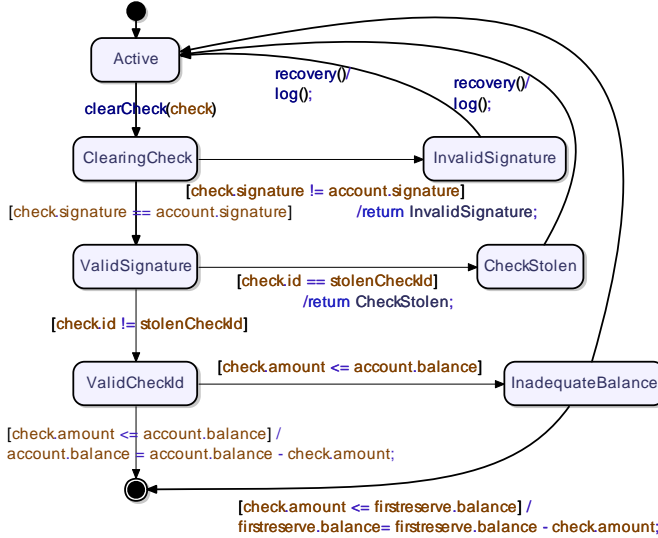 Active
recovery()/
log();
recovery()/
log();
clearCheck(check)
ClearingCheck
InvalidSignature
[check.signature != account.signature]
/return InvalidSignature;
[check.signature == account.signature]
ValidSignature
CheckStolen
[check.id == stolenCheckId]
/return CheckStolen;
[check.id != stolenCheckId]
[check.amount <= account.balance]
ValidCheckId
InadequateBalance
[check.amount <= account.balance] /
account.balance = account.balance - check.amount;
[check.amount <= firstreserve.balance] /
firstreserve.balance= firstreserve.balance - check.amount;